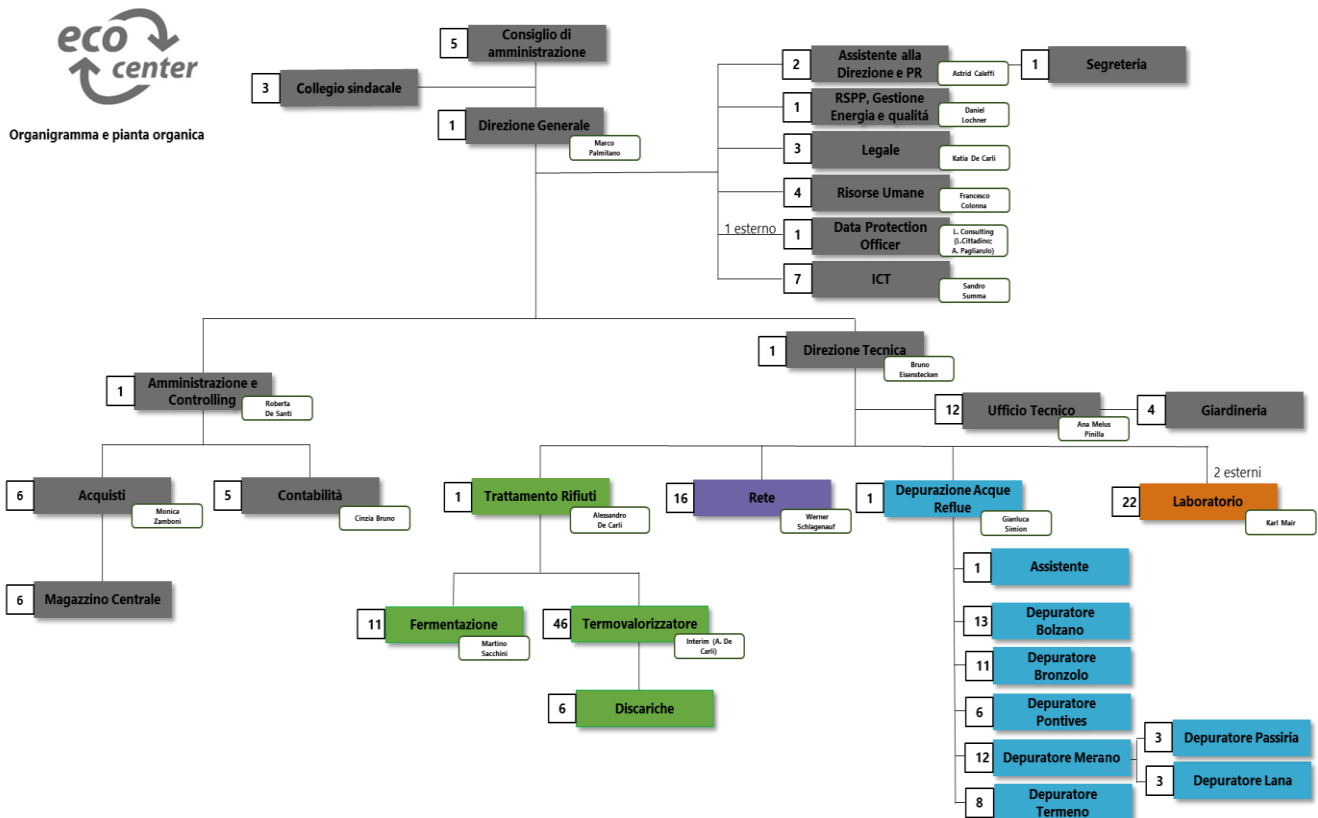 eco
center
Organigramma e pianta organica
5
Consiglio di
amministrazione
3
Collegio sindacale
1
Direzione Generale
Marco
Palmitano
2
Assistente alla
Direzione e PR
Astrid Caleffi
1
Segreteria
1
RSPP, Gestione
Energia e qualitá
Daniel
Lochner
3
Legale
Katia De Carli
4
Risorse Umane
Francesco
Colonna
1 esterno
1
Data Protection
Officer
L. Consulting
(L.Cittadino;
A. Pagliarulo)
7
ICT
Sandro
Summa
1
Amministrazione e
Controlling
Roberta
De Santi
1
Direzione Tecnica
Bruno
Eisenstecken
12
Ufficio Tecnico
Ana Melus
Pinilla
4
Giardineria
6
Acquisti
Monica
Zamboni
5
Contabilità
Cinzia Bruno
6
Magazzino Centrale
1
Trattamento Rifiuti
Alessandro
De Carli
16
Rete
Werner
Schlagenauf
1
Depurazione Acque
Reflue
Gianluca
Simion
2 esterni
22
Laboratorio
Karl Mair
11
Fermentazione
Martino
Sacchini
46
Termovalorizzatore
Interim (A. De
Carli)
6
Discariche
1
Assistente
13
Depuratore
Bolzano
11
Depuratore
Bronzolo
6
Depuratore
Pontives
12
Depuratore Merano
3
Depuratore Passiria
3
Depuratore Lana
8
Depuratore
Termeno